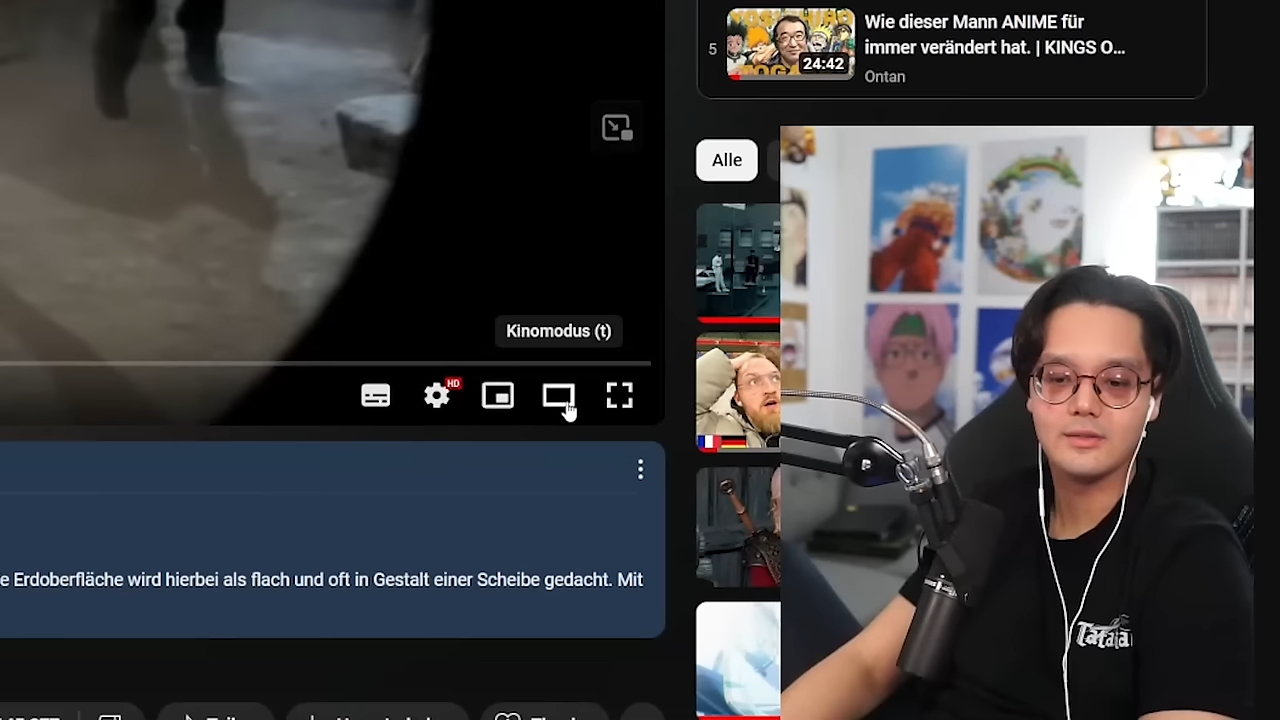 5
Wie dieser Mann ANIME für
immer verändert hat. | KINGS O...
24:42
Ontan
Alle
Kinomodus (t)
HD
e Erdoberfläche wird hierbei als flach und oft in Gestalt einer Scheibe gedacht. Mit